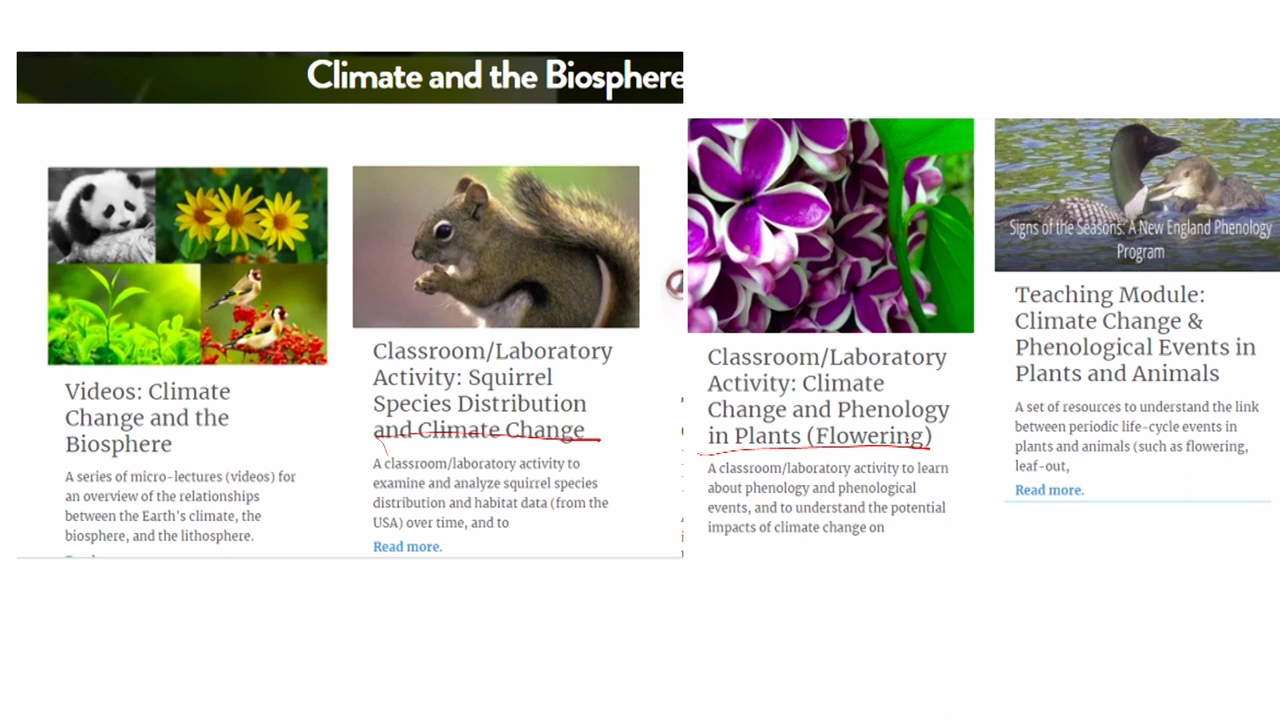 Climate and the Biosphere
Videos: Climate
Change and the
Biosphere
A series of micro-lectures (videos) for
an overview of the relationships
between the Earth's climate, the
biosphere, and the lithosphere.
Classroom/Laboratory
Activity: Squirrel
Species Distribution
and Climate Change
A classroom/laboratory activity to
examine and analyze squirrel species
distribution and habitat data (from the
USA) over time, and to
Read more.
Classroom/Laboratory
Activity: Climate
Change and Phenology
in Plants (Flowering)
A classroom/laboratory activity to learn
about phenology and phenological
events, and to understand the potential
impacts of climate change on
Signs of the Seasons: A New England Phenology
Program
Teaching Module:
Climate Change &
Phenological Events in
Plants and Animals
A set of resources to understand the link
between periodic life-cycle events in
plants and animals (such as flowering,
leaf-out,
Read more.